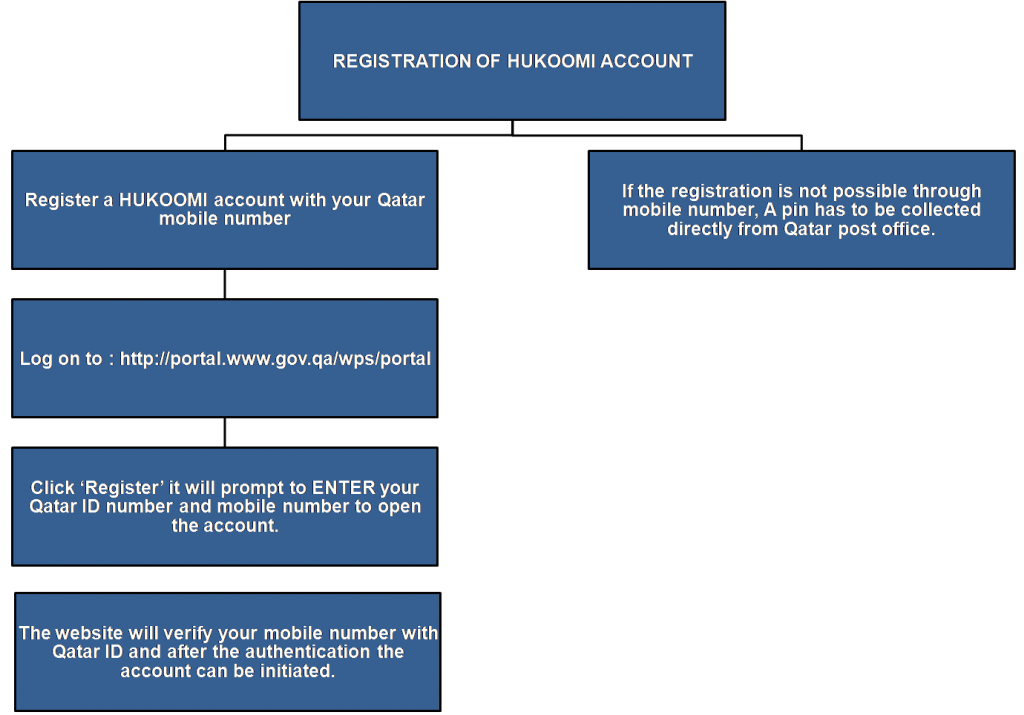 REGISTRATION OF HUKOOMI ACCOUNT
Register a HUKOOMI account with your Qatar
mobile number
Log on to : http://portal.www.gov.qa/wps/portal
Click ‘Register’ it will prompt to ENTER your
Qatar ID number and mobile number to open
the account.
The website will verify your mobile number with
Qatar ID and after the authentication the
account can be initiated.
If the registration is not possible through
mobile number, A pin has to be collected
directly from Qatar post office.